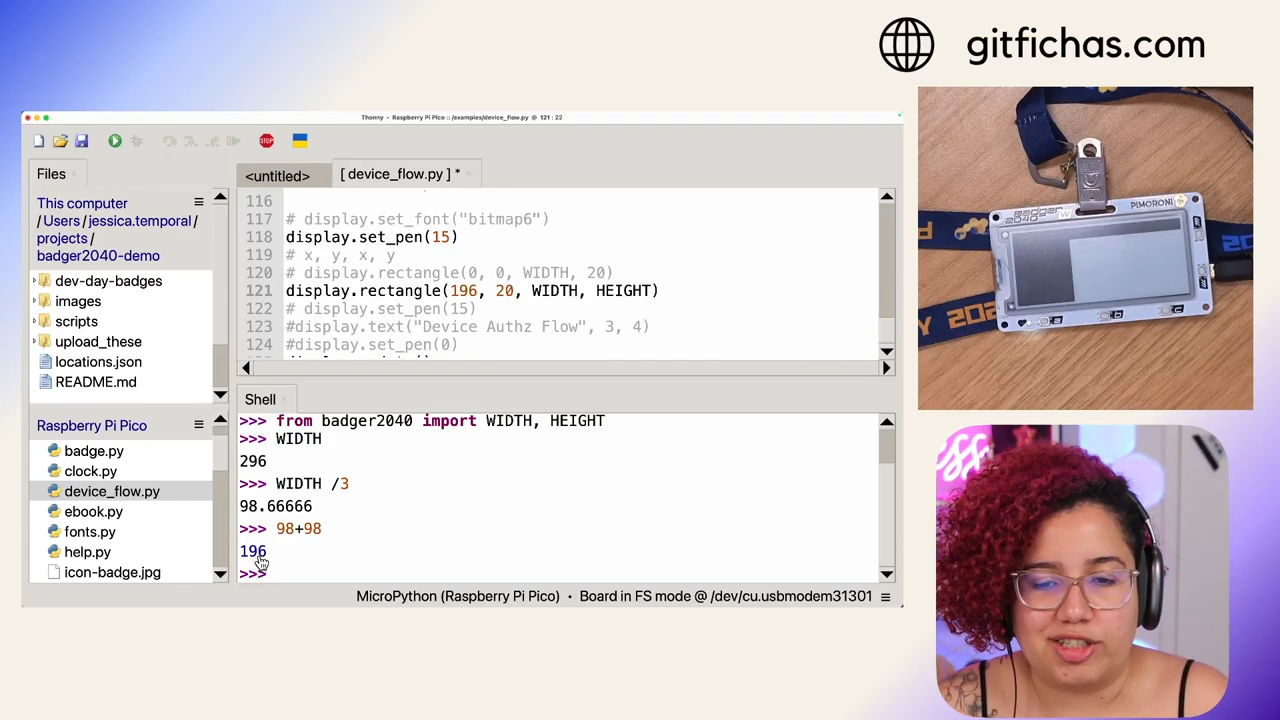 gitfichas.com
Thonny - Raspberry Pi Pico :: /examples/device_flow.py @ 121 : 22
STOP
Files
<untitled>
[ device_flow.py ] *
This computer
/ Users / jessica.temporal /
projects /
badger2040-demo
dev-day-badges
images
scripts
upload_these
locations.json
README.md
Raspberry Pi Pico
badge.py
clock.py
device_flow.py
ebook.py
fonts.py
help.py
icon-badge.jpg
116
117 # display.set_font("bitmap6")
118 display.set_pen(15)
119 # x, y, x, y
120 # display.rectangle(0, 0, WIDTH, 20)
121 display.rectangle(196, 20, WIDTH, HEIGHT)
122 # display.set_pen(15)
123 #display.text("Device Authz Flow", 3, 4)
124 #display.set_pen(0)
Shell
>>> from badger2040 import WIDTH, HEIGHT
>>> WIDTH
296
>>> WIDTH /3
98.66666
>>> 98+98
196
>>>
MicroPython (Raspberry Pi Pico) • Board in FS mode @ /dev/cu.usbmodem31301
badger
2040 W
PIMORONI
a
b
c